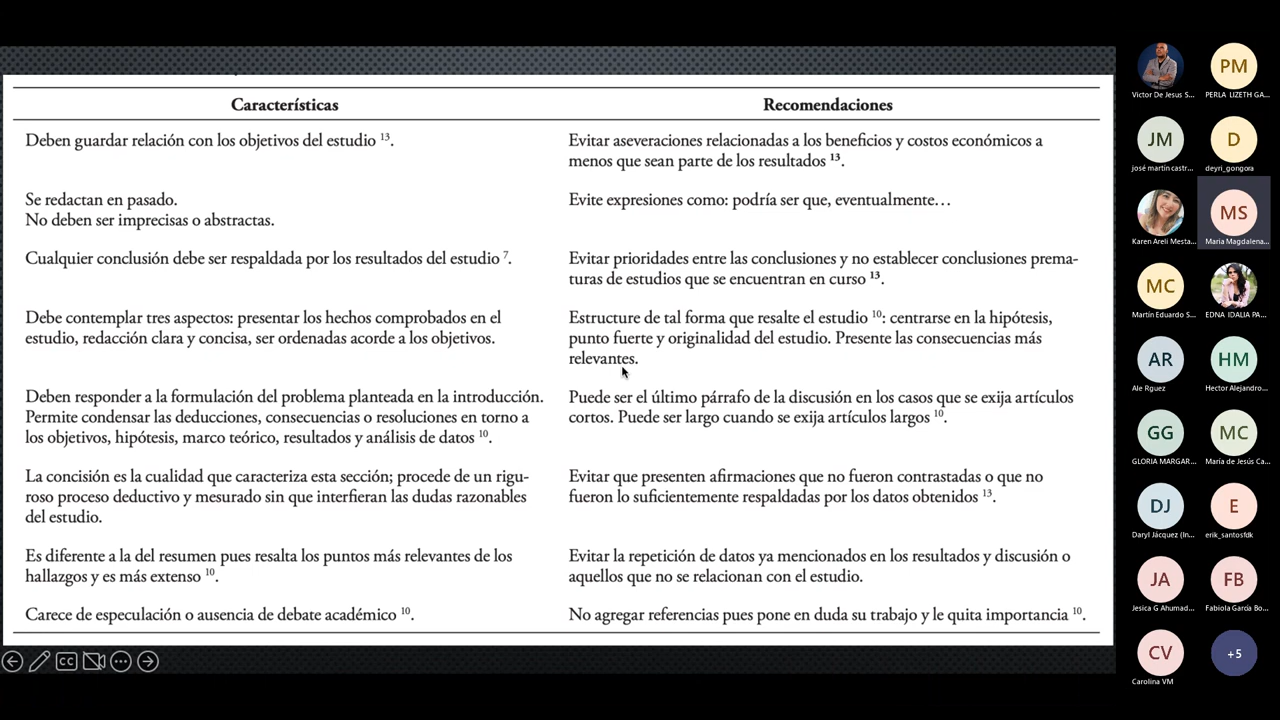 Características
Recomendaciones
Deben guardar relación con los objetivos del estudio 13.
Evitar aseveraciones relacionadas a los beneficios y costos económicos a
menos que sean parte de los resultados 13.
Se redactan en pasado.
No deben ser imprecisas o abstractas.
Evite expresiones como: podría ser que, eventualmente…
Cualquier conclusión debe ser respaldada por los resultados del estudio 7.
Evitar prioridades entre las conclusiones y no establecer conclusiones prema-
turas de estudios que se encuentran en curso 13.
Debe contemplar tres aspectos: presentar los hechos comprobados en el
estudio, redacción clara y concisa, ser ordenadas acorde a los objetivos.
Estructure de tal forma que resalte el estudio 10: centrarse en la hipótesis,
punto fuerte y originalidad del estudio. Presente las consecuencias más
relevantes.
Deben responder a la formulación del problema planteada en la introducción.
Permite condensar las deducciones, consecuencias o resoluciones en torno a
los objetivos, hipótesis, marco teórico, resultados y análisis de datos 10.
Puede ser el último párrafo de la discusión en los casos que se exija artículos
cortos. Puede ser largo cuando se exija artículos largos 10.
La concisión es la cualidad que caracteriza esta sección; procede de un rigu-
roso proceso deductivo y mesurado sin que interfieran las dudas razonables
del estudio.
Evitar que presenten afirmaciones que no fueron contrastadas o que no
fueron lo suficientemente respaldadas por los datos obtenidos 13.
Es diferente a la del resumen pues resalta los puntos más relevantes de los
hallazgos y es más extenso 10.
Evitar la repetición de datos ya mencionados en los resultados y discusión o
aquellos que no se relacionan con el estudio.
Carece de especulación o ausencia de debate académico 10.
No agregar referencias pues pone en duda su trabajo y le quita importancia 10.
CC
Victor De Jesus S...
PM
PERLA LIZETH GA...
JM
josé martín castr...
D
deyri_gongora
Karen Areli Mesta...
MS
Maria Magdalena...
MC
Martín Eduardo S...
EDNA IDALIA PA...
AR
Ale Rguez
HM
Hector Alejandro...
GG
GLORIA MARGAR...
MC
María de Jesús Ca...
DJ
Daryl Jácquez (In...
E
erik_santosfdk
JA
Jesica G Ahumad...
FB
Fabiola García Bo...
CV
Carolina VM
+5